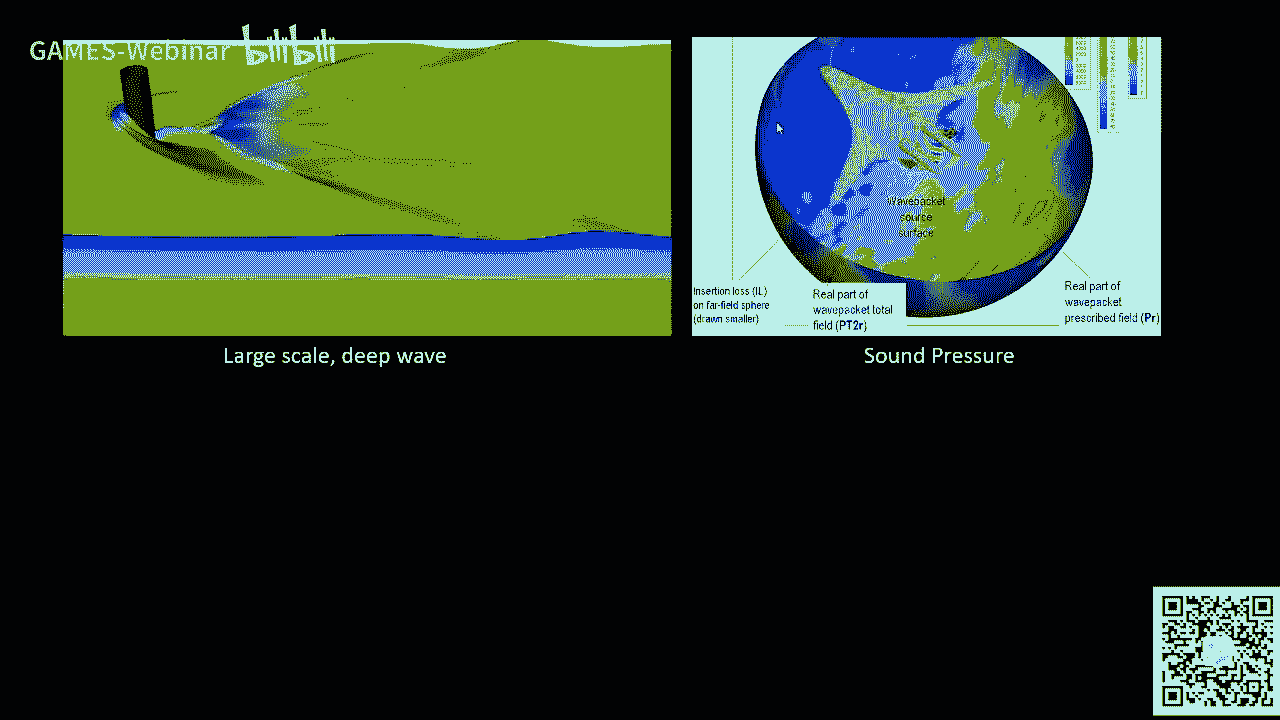 GAMES-Webinar bilibili
Wavepacket
source
surface
Insertion loss (IL)
on far-field sphere
(drawn smaller)
Real part of
wavepacket total
field (PT2r)
Real part of
wavepacket
prescribed field (Pr)
Large scale, deep wave
Sound Pressure